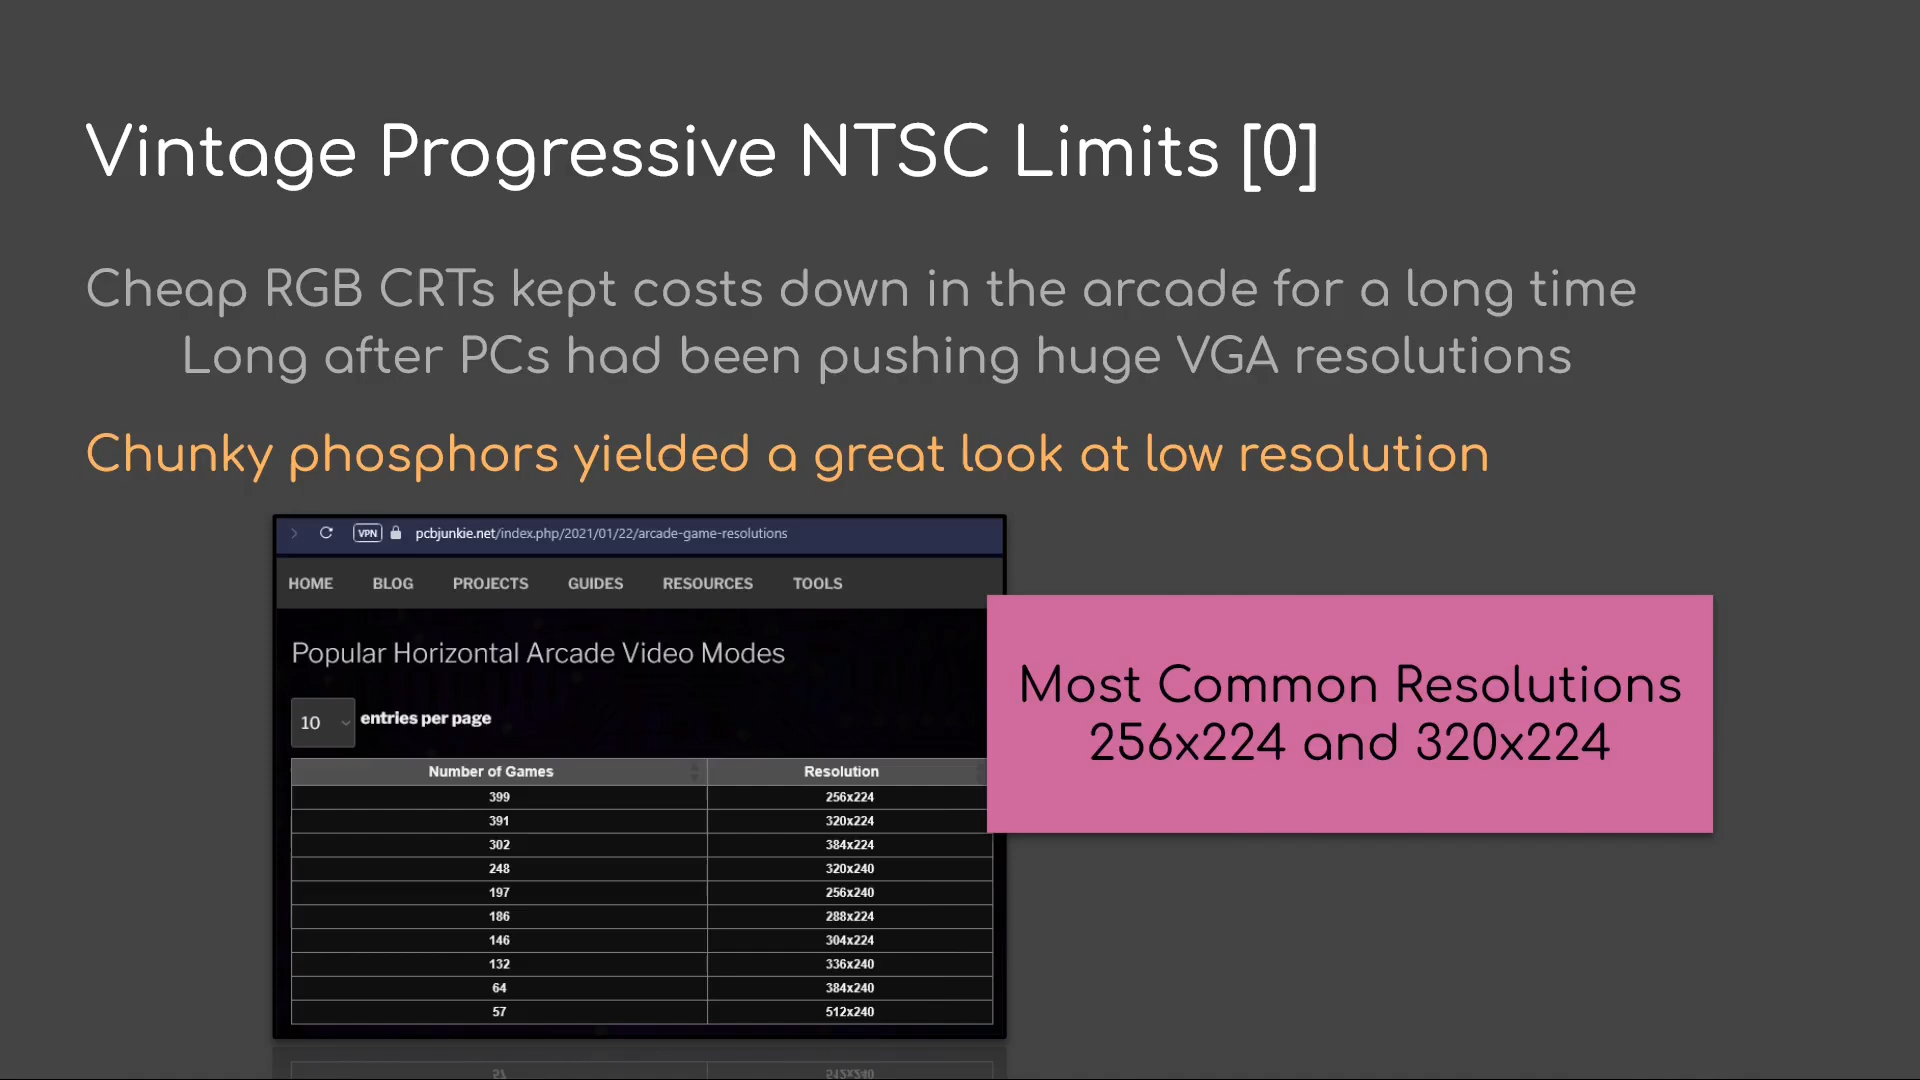 Vintage Progressive NTSC Limits [0]
Cheap RGB CRTs kept costs down in the arcade for a long time
Long after PCs had been pushing huge VGA resolutions
Chunky phosphors yielded a great look at low resolution
VPN pcbjunkie.net/index.php/2021/01/22/arcade-game-resolutions
HOME BLOG PROJECTS GUIDES RESOURCES TOOLS
Popular Horizontal Arcade Video Modes
10 entries per page
Number of Games Resolution
399 256x224
391 320x224
302 384x224
248 320x240
197 256x240
186 288x224
146 304x224
132 336x240
64 384x240
57 512x240
Most Common Resolutions
256x224 and 320x224